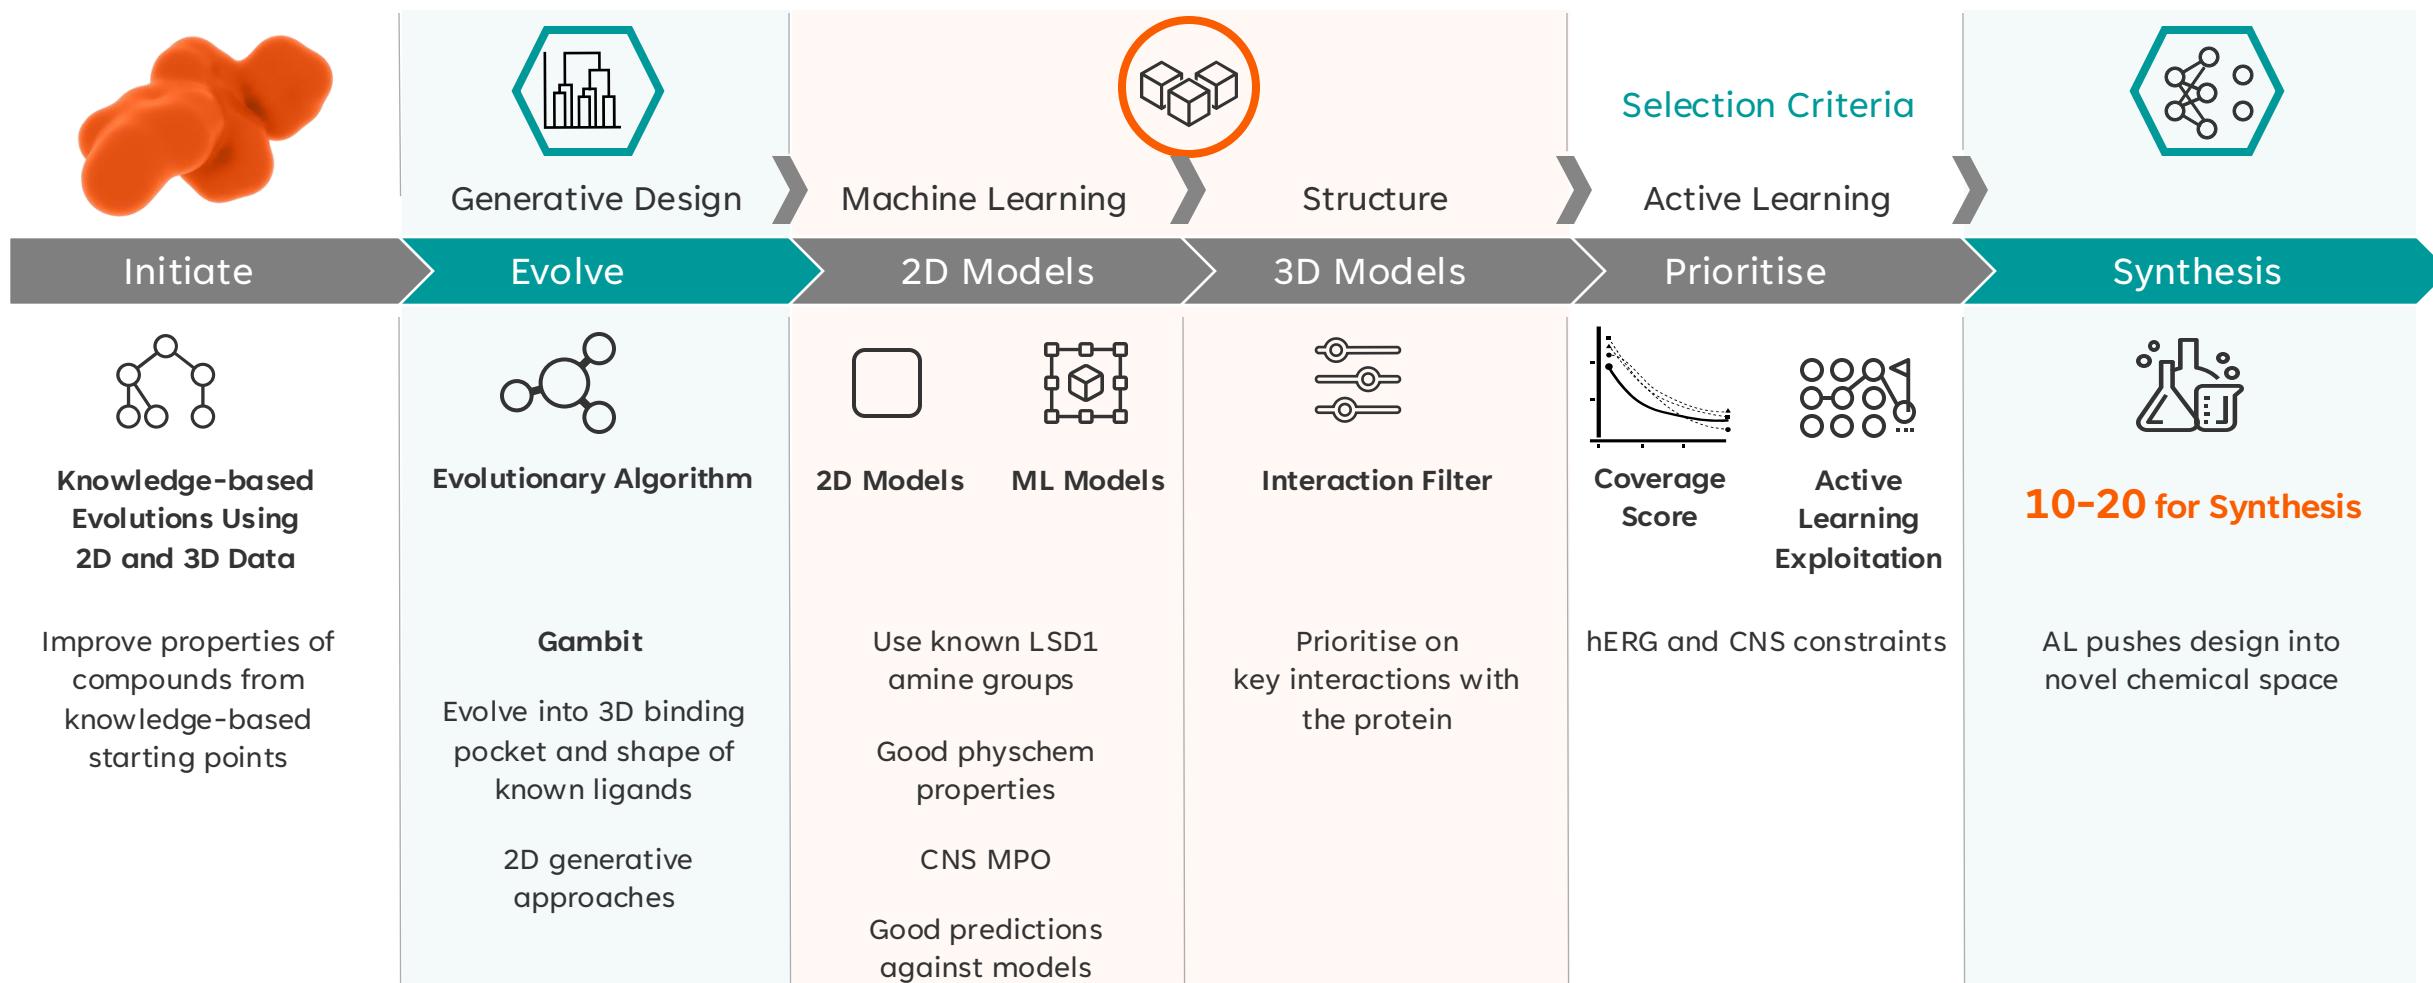 Selection Criteria
Generative Design
Machine Learning
Structure
Active Learning
Initiate
Evolve
2D Models
3D Models
Prioritise
Synthesis
Knowledge-based
Evolutions Using
2D and 3D Data
Improve properties of
compounds from
knowledge-based
starting points
Evolutionary Algorithm
Gambit
Evolve into 3D binding
pocket and shape of
known ligands
2D generative
approaches
2D Models
ML Models
Use known LSD1
amine groups
Good physchem
properties
CNS MPO
Good predictions
against models
Interaction Filter
Prioritise on
key interactions with
the protein
Coverage
Score
Active
Learning
Exploitation
hERG and CNS constraints
10-20 for Synthesis
AL pushes design into
novel chemical space